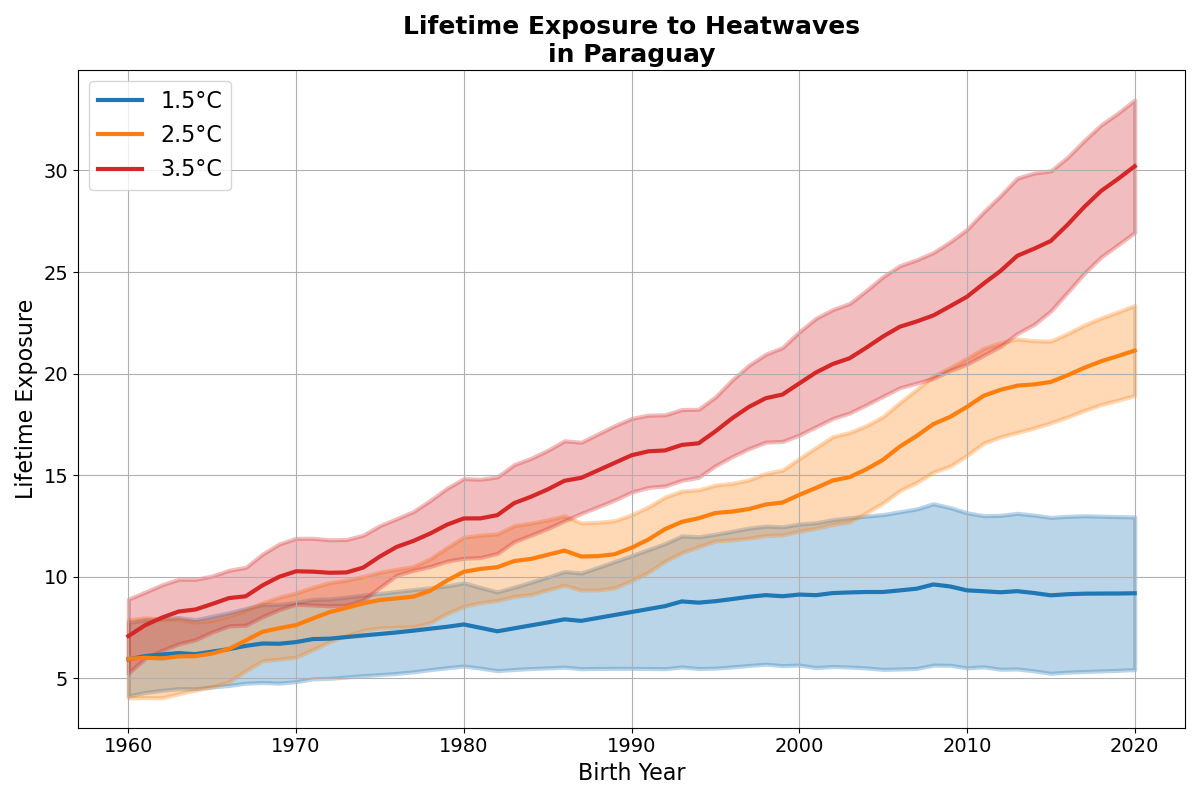 Lifetime Exposure to Heatwaves
in Paraguay
1.5°C
2.5°C
3.5°C
Lifetime Exposure
30
25
20
15
10
5
1960
1970
1980
1990
2000
2010
2020
Birth Year